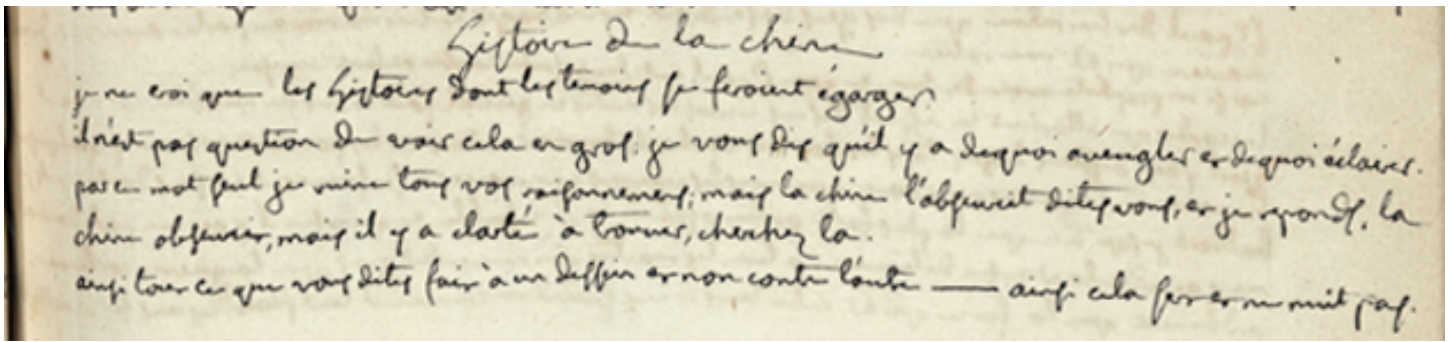 histoire de la chine
je ne croi que les histoires dont les temoins se feroient égorger.
il n'est pas question de voir cela en gros. je vous dis qu'il y a dequoi aveugler et dequoi éclairer.
par ce mot seul je ruine tous vos raisonnemens; mais la chine l'obscurcit dites vous, et je reponds, la
chine obscurcit, mais il y a clarté à trouver, cherchez la.
ainsi tout ce que vous dites fait à un dessein et non contre l'autre —— ainsi cela sert et ne nuit pas.